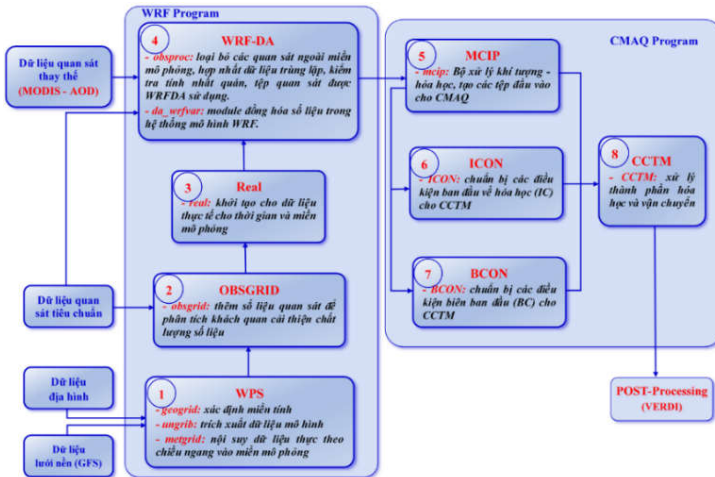 WRF Program
4
WRF-DA
- obsproc: loại bỏ các quan sát ngoài miền
mô phỏng, hợp nhất dữ liệu trùng lặp, kiểm
tra tính nhất quán, tệp quan sát được
WRFDA sử dụng.
- da_wrfvar: module đồng hóa số liệu trong
hệ thống mô hình WRF.
Dữ liệu quan sát
thay thế
(MODIS - AOD)
3
Real
- real: khởi tạo cho dữ liệu
thực tế cho thời gian và miền
mô phỏng
2
OBSGRID
- obsgrid: thêm số liệu quan sát để
phân tích khách quan cải thiện chất
lượng số liệu
Dữ liệu quan
sát tiêu chuẩn
1
WPS
- geogrid: xác định miền tính
- ungrib: trích xuất dữ liệu mô hình
- metgrid: nội suy dữ liệu thực theo
chiều ngang vào miền mô phỏng
Dữ liệu
địa hình
Dữ liệu
lưới nền (GFS)
CMAQ Program
5
MCIP
- mcip: Bộ xử lý khí tượng -
hóa học, tạo các tệp đầu vào
cho CMAQ
6
ICON
- ICON: chuẩn bị các điều
kiện ban đầu về hóa học (IC)
cho CCTM
7
BCON
- BCON: chuẩn bị các điều
kiện biên ban đầu (BC) cho
CCTM
8
CCTM
- CCTM: xử lý
thành phần hóa
học và vận chuyển
POST-Processing
(VERDI)